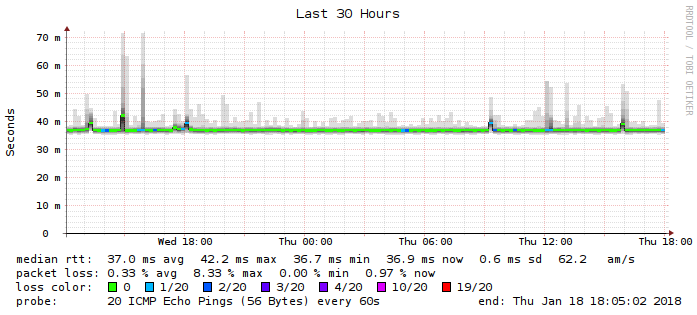 Last 30 Hours
RRDTOOL / TOBI OETIKER
Seconds
70 m
60 m
50 m
40 m
30 m
20 m
10 m
0
Wed 18:00 Thu 00:00 Thu 06:00 Thu 12:00 Thu 18:00
median rtt: 37.0 ms avg 42.2 ms max 36.7 ms min 36.9 ms now 0.6 ms sd 62.2 am/s
packet loss: 0.33 % avg 8.33 % max 0.00 % min 0.97 % now
loss color: 0 1/20 2/20 3/20 4/20 10/20 19/20
probe: 20 ICMP Echo Pings (56 Bytes) every 60s end: Thu Jan 18 18:05:02 2018